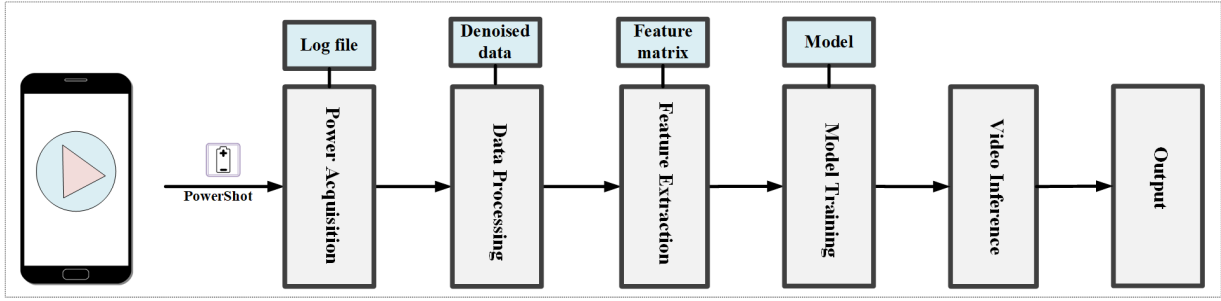 Log file
Denoised
data
Feature
matrix
Model
PowerShot
Power Acquisition
Data Processing
Feature Extraction
Model Training
Video Inference
Output